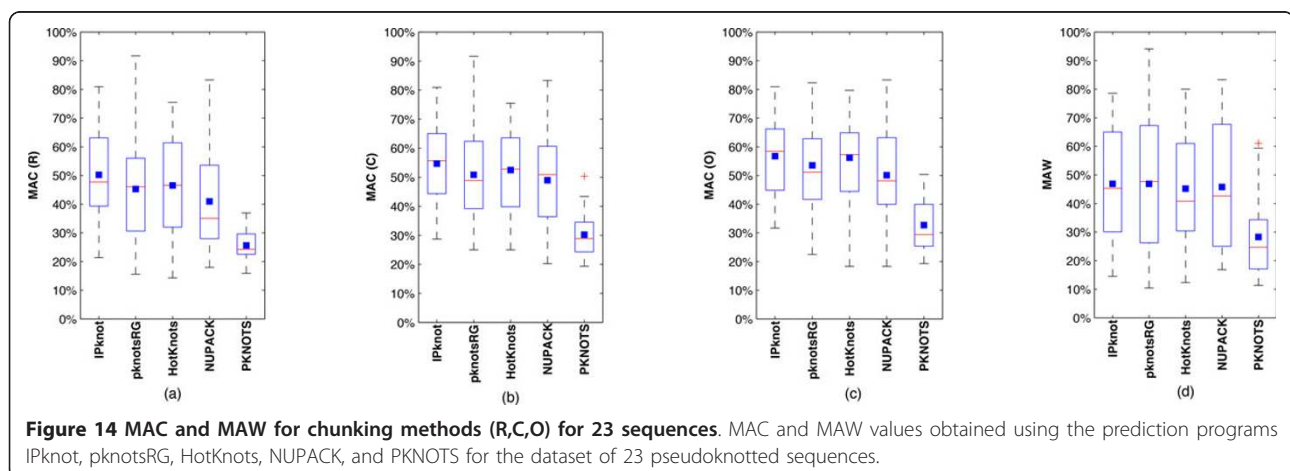 100%
90%
80%
70%
60%
50%
40%
30%
20%
10%
0%
MAC (R)
IPknot
pknotsRG
HotKnots
NUPACK
PKNOTS
(a)
100%
90%
80%
70%
60%
50%
40%
30%
20%
10%
0%
MAC (C)
IPknot
pknotsRG
HotKnots
NUPACK
PKNOTS
(b)
100%
90%
80%
70%
60%
50%
40%
30%
20%
10%
0%
MAC (O)
IPknot
pknotsRG
HotKnots
NUPACK
PKNOTS
(c)
100%
90%
80%
70%
60%
50%
40%
30%
20%
10%
0%
MAW
IPknot
pknotsRG
HotKnots
NUPACK
PKNOTS
(d)
Figure 14 MAC and MAW for chunking methods (R,C,O) for 23 sequences. MAC and MAW values obtained using the prediction programs
IPknot, pknotsRG, HotKnots, NUPACK, and PKNOTS for the dataset of 23 pseudoknotted sequences.